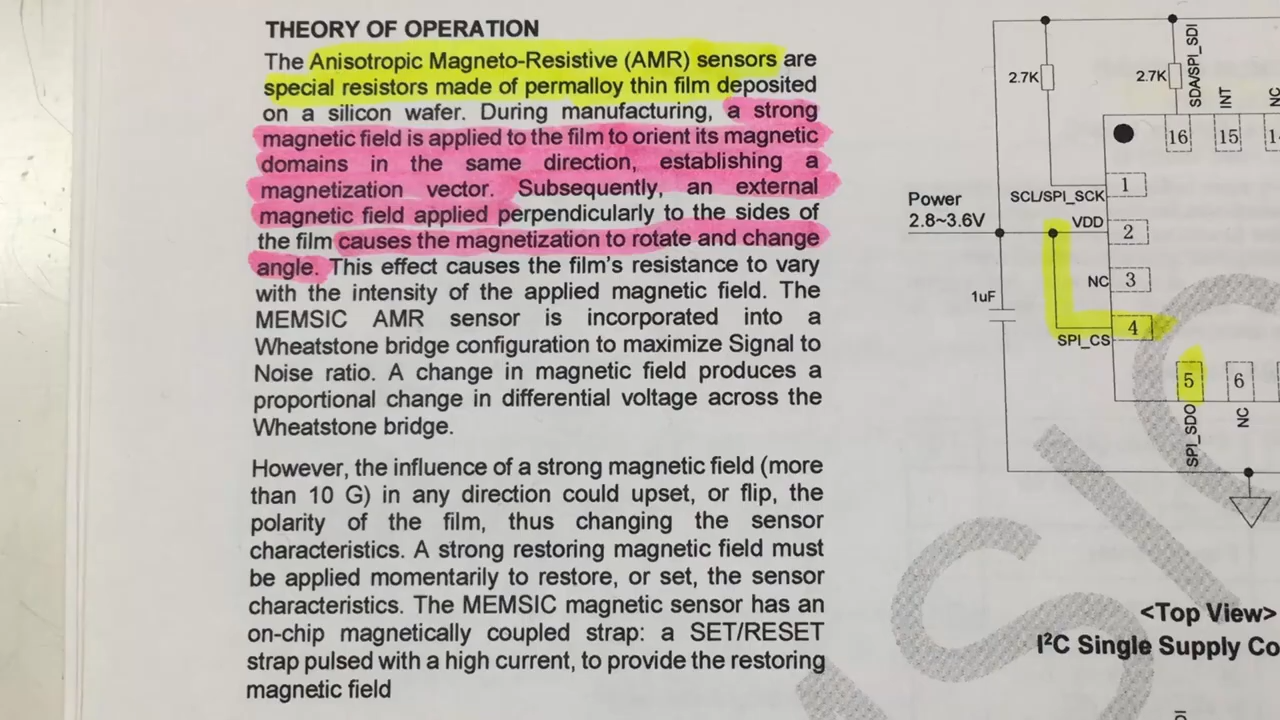 THEORY OF OPERATION
The Anisotropic Magneto-Resistive (AMR) sensors are
special resistors made of permalloy thin film deposited
on a silicon wafer. During manufacturing, a strong
magnetic field is applied to the film to orient its magnetic
domains in the same direction, establishing a
magnetization vector. Subsequently, an external
magnetic field applied perpendicularly to the sides of
the film causes the magnetization to rotate and change
angle. This effect causes the film's resistance to vary
with the intensity of the applied magnetic field. The
MEMSIC AMR sensor is incorporated into a
Wheatstone bridge configuration to maximize Signal to
Noise ratio. A change in magnetic field produces a
proportional change in differential voltage across the
Wheatstone bridge.
However, the influence of a strong magnetic field (more
than 10 G) in any direction could upset, or flip, the
polarity of the film, thus changing the sensor
characteristics. A strong restoring magnetic field must
be applied momentarily to restore, or set, the sensor
characteristics. The MEMSIC magnetic sensor has an
on-chip magnetically coupled strap: a SET/RESET
strap pulsed with a high current, to provide the restoring
magnetic field
2.7K
2.7K
SDA/SPI_SDI
INT
NC
16
15
1
SCL/SPI_SCK
Power
2.8~3.6V
VDD
2
NC
3
1uF
4
SPI_CS
5
6
SPI_SDO
NC
<Top View>
I²C Single Supply Co
SIC